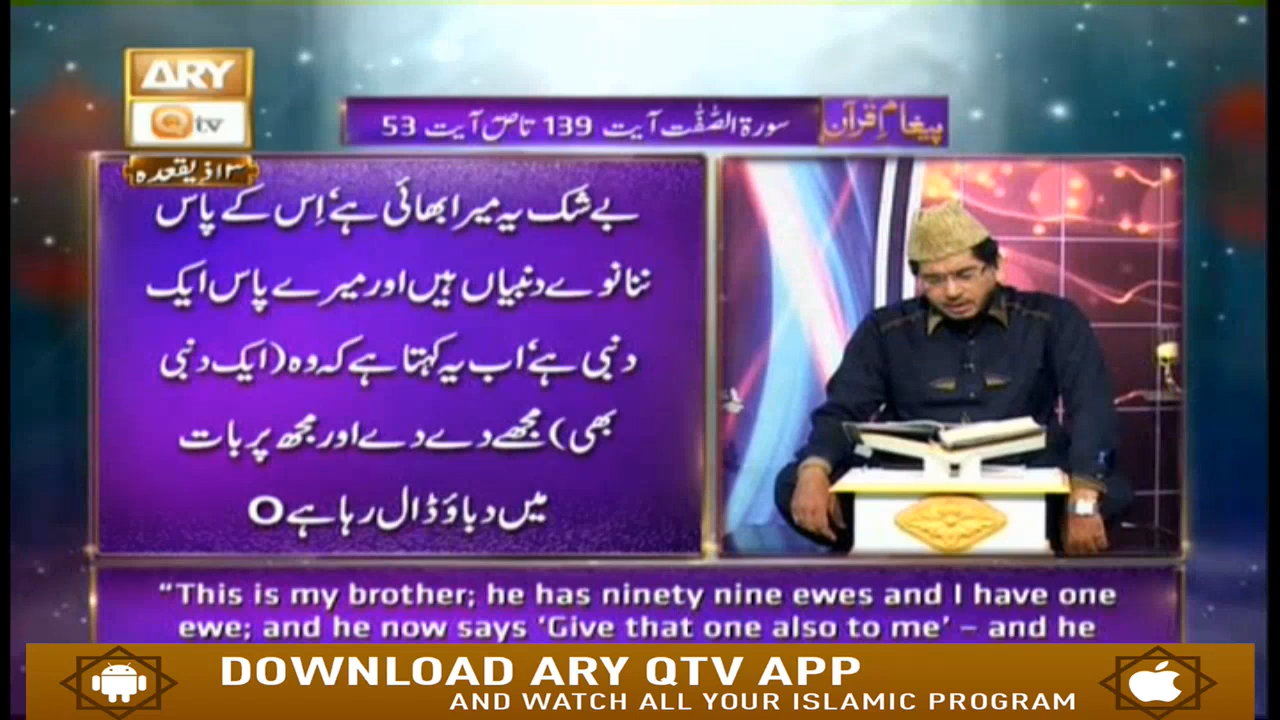 ARY
Qtv
پیغامِ قرآن
سورۃ الصّٰفّٰت آیت 139 تا صٓ آیت 53
۱۳ ذیقعدہ
بے شک یہ میرا بھائی ہے‘ اِس کے پاس
ننانوے دنبیاں ہیں اور میرے پاس ایک
دنبی ہے‘ اب یہ کہتا ہے کہ وہ (ایک دنبی
بھی) مجھے دے دے اور مجھ پر بات
میں دباؤ ڈال رہا ہے O
“This is my brother; he has ninety nine ewes and I have one
ewe; and he now says ‘Give that one also to me’ – and he
DOWNLOAD ARY QTV APP
AND WATCH ALL YOUR ISLAMIC PROGRAM